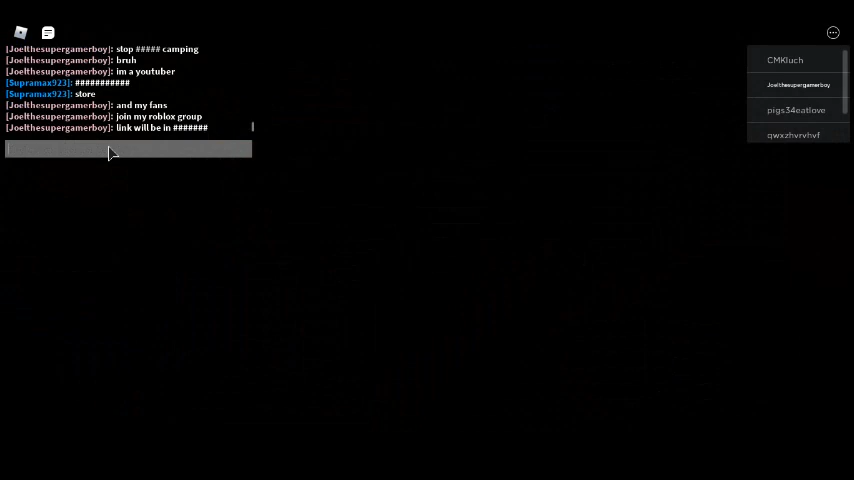 [Joelthesupergamerboy]: stop ##### camping
[Joelthesupergamerboy]: bruh
[Joelthesupergamerboy]: im a youtuber
[Supramax923]: ###########
[Supramax923]: store
[Joelthesupergamerboy]: and my fans
[Joelthesupergamerboy]: join my roblox group
[Joelthesupergamerboy]: link will be in #######
CMKluch
Joelthesupergamerboy
pigs34eatlove
qwxzhvrvhvf